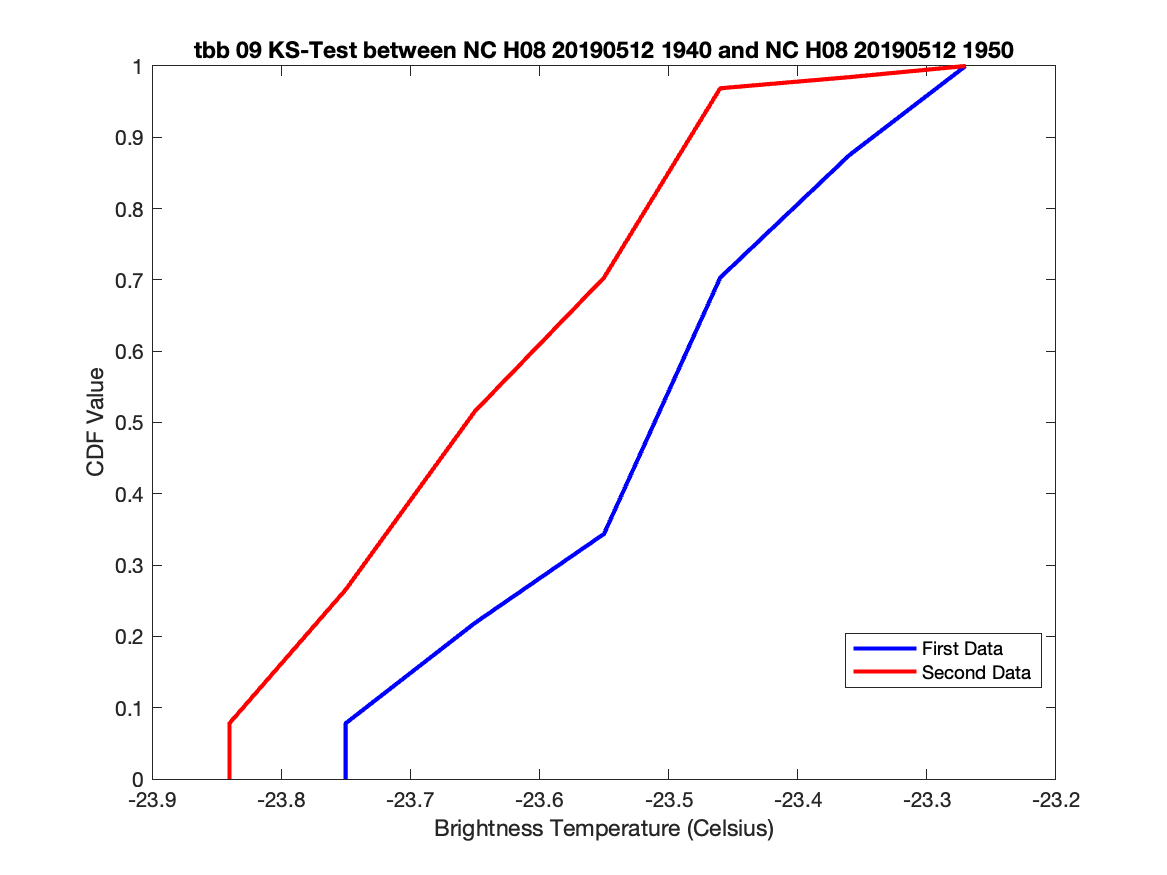 tbb 09 KS-Test between NC H08 20190512 1940 and NC H08 20190512 1950
1
0.9
0.8
0.7
0.6
0.5
0.4
0.3
0.2
0.1
0
CDF Value
First Data
Second Data
-23.9 -23.8 -23.7 -23.6 -23.5 -23.4 -23.3 -23.2
Brightness Temperature (Celsius)